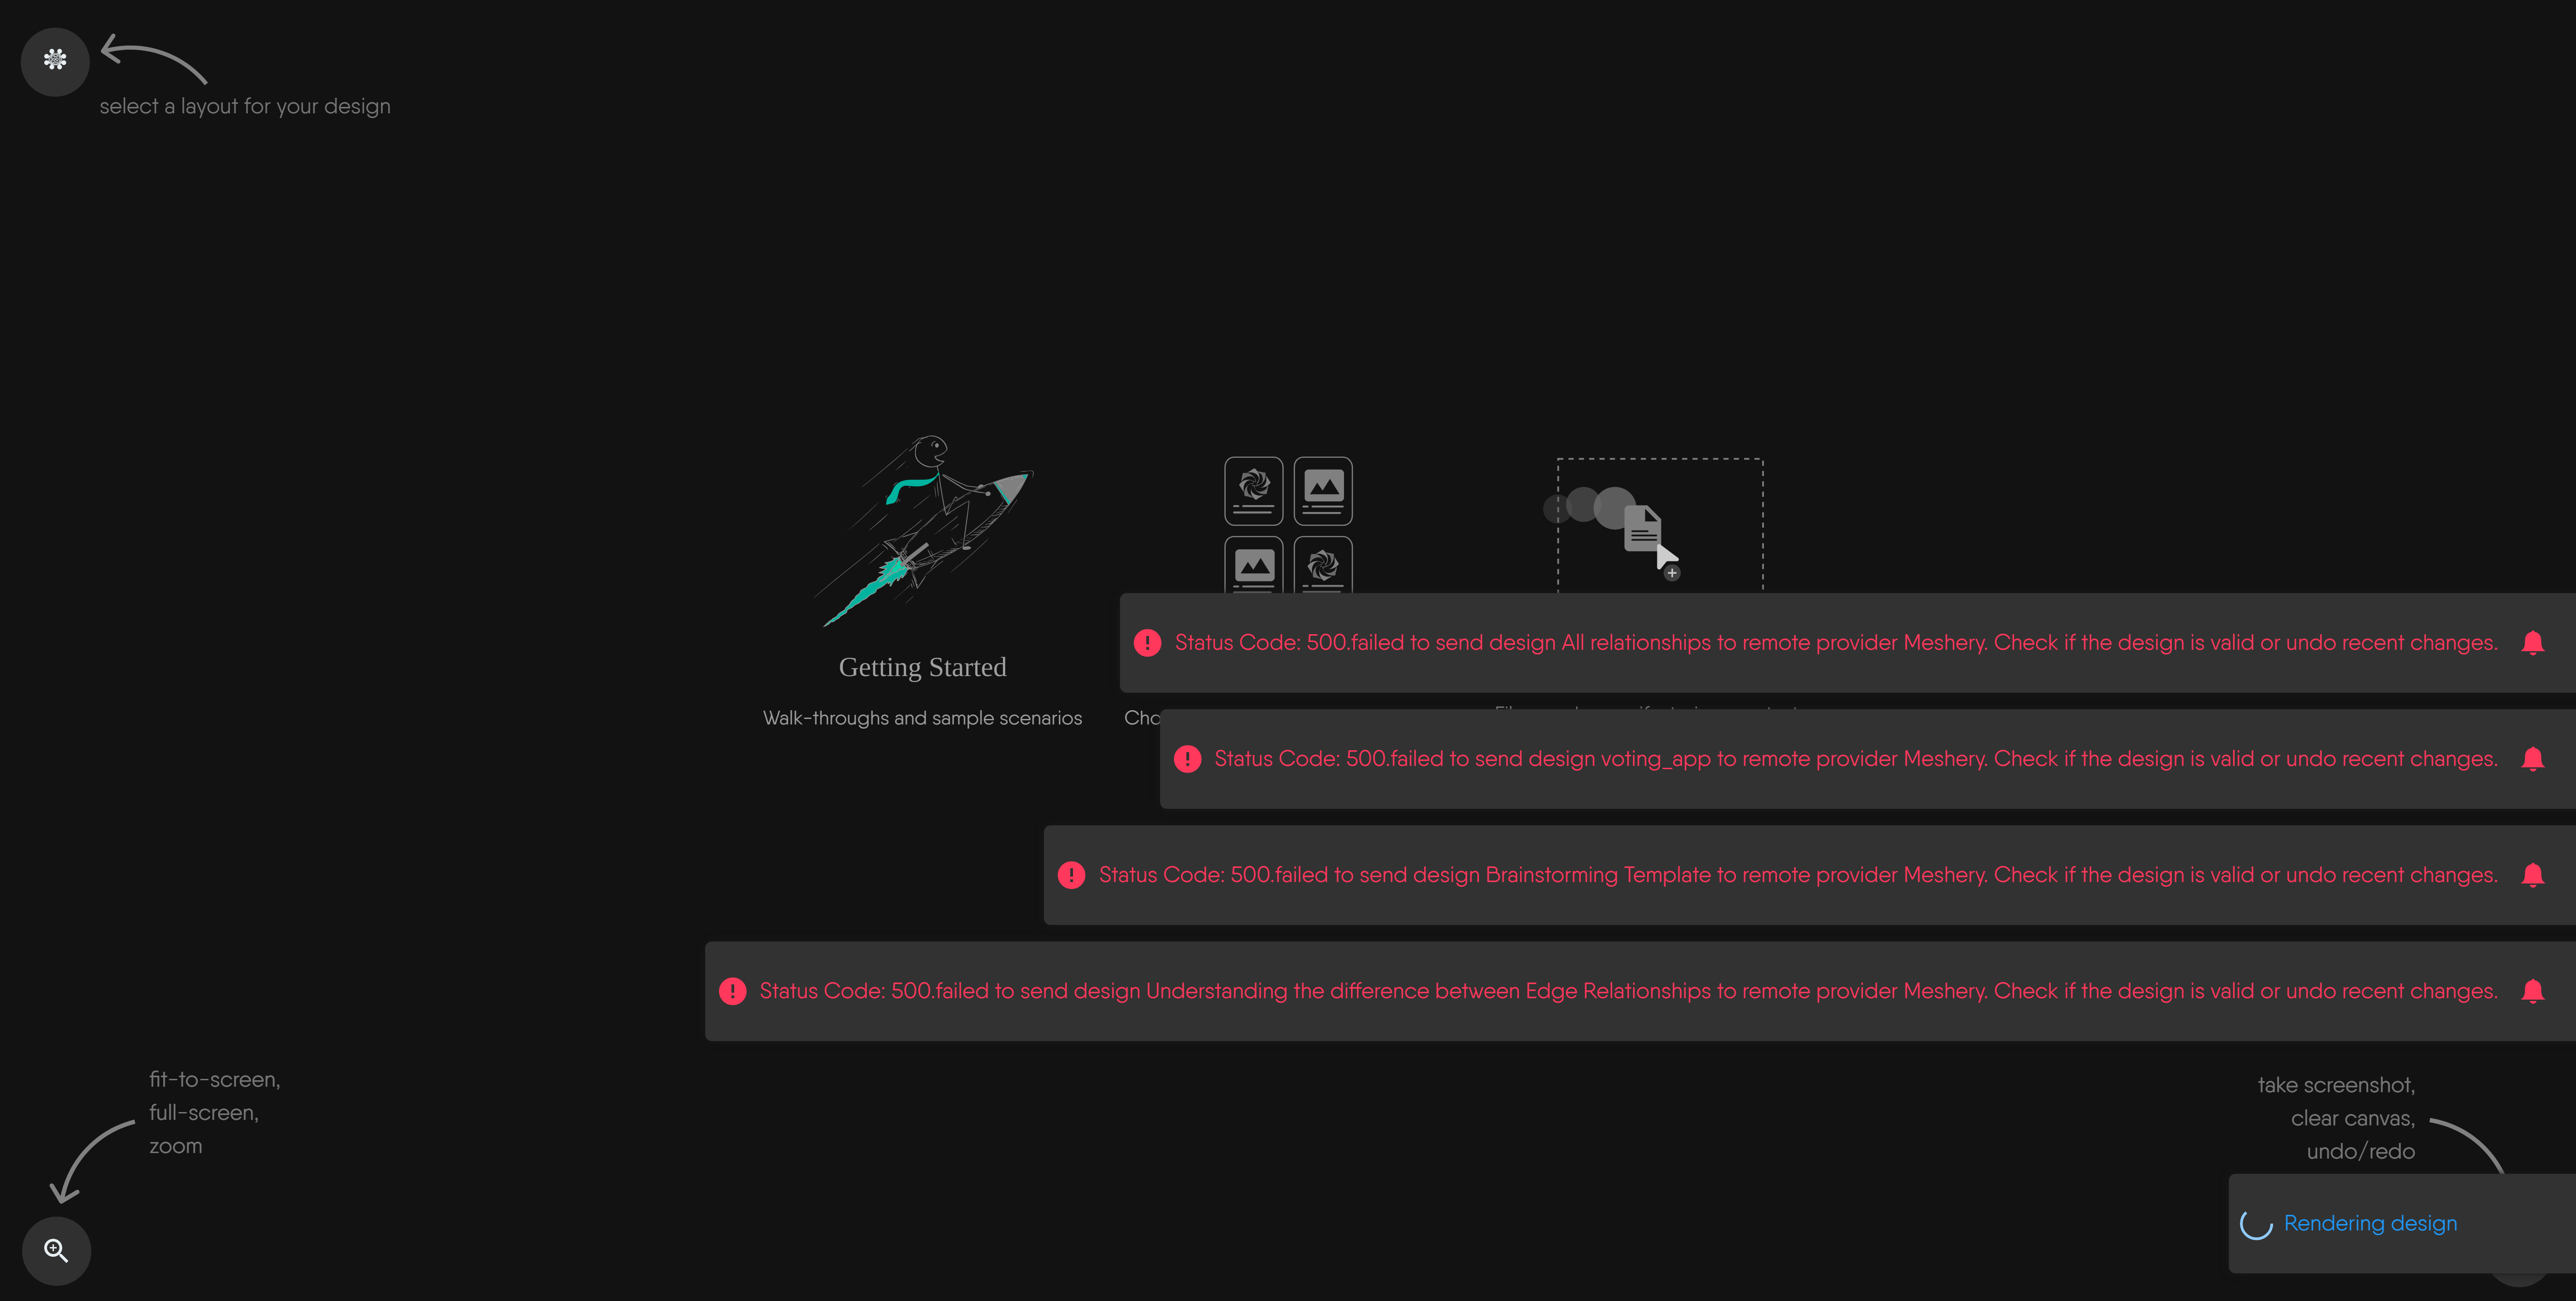 select a layout for your design
Getting Started
Walk-throughs and sample scenarios
Status Code: 500.failed to send design All relationships to remote provider Meshery. Check if the design is valid or undo recent changes.
Status Code: 500.failed to send design voting_app to remote provider Meshery. Check if the design is valid or undo recent changes.
Status Code: 500.failed to send design Brainstorming Template to remote provider Meshery. Check if the design is valid or undo recent changes.
Status Code: 500.failed to send design Understanding the difference between Edge Relationships to remote provider Meshery. Check if the design is valid or undo recent changes.
fit-to-screen,
full-screen,
zoom
take screenshot,
clear canvas,
undo/redo
Rendering design